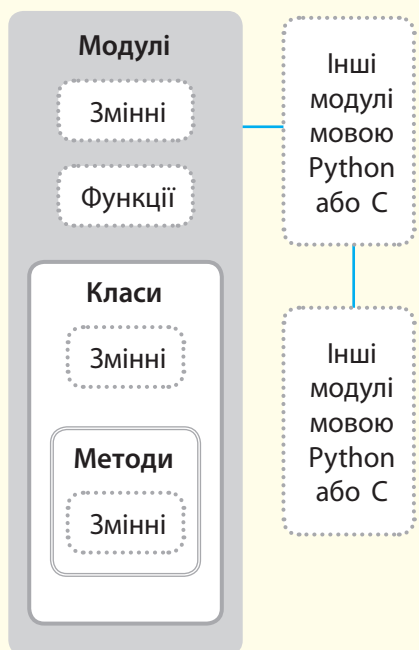 Модулі
Змінні
Функції
Класи
Змінні
Методи
Змінні
Інші
модулі
мовою
Python
або С
Інші
модулі
мовою
Python
або С